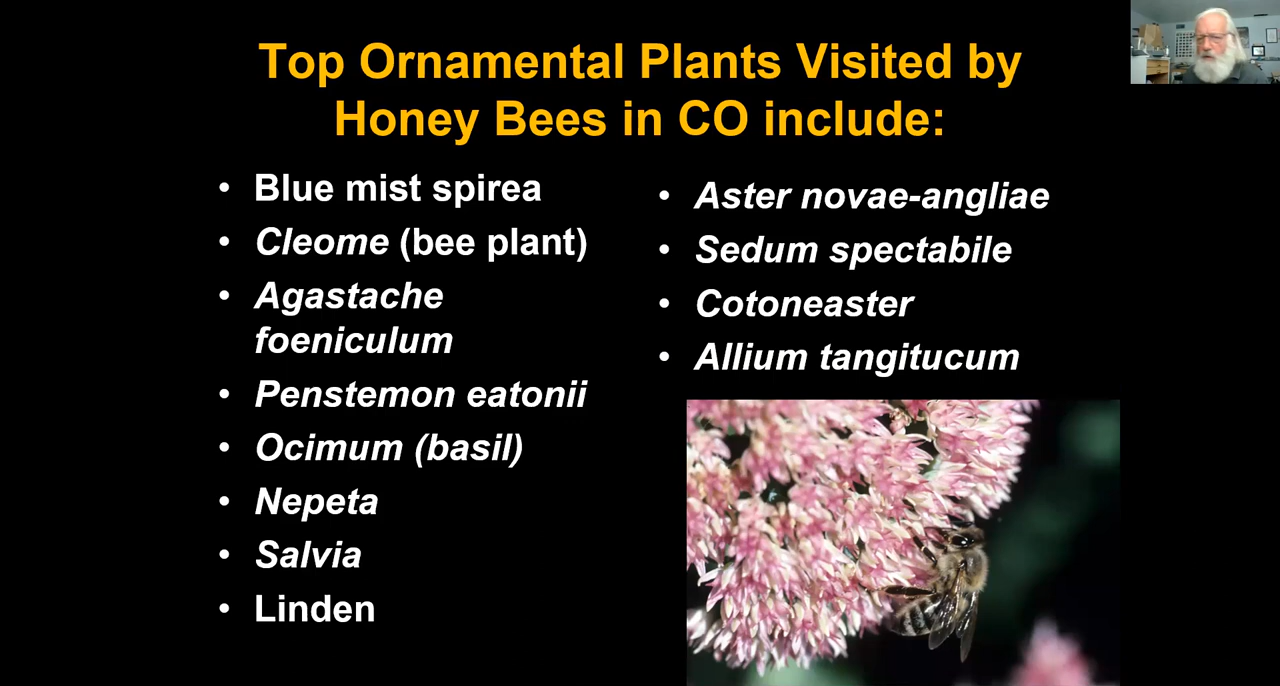 Top Ornamental Plants Visited by
Honey Bees in CO include:
• Blue mist spirea
• Cleome (bee plant)
• Agastache
foeniculum
• Penstemon eatonii
• Ocimum (basil)
• Nepeta
• Salvia
• Linden
• Aster novae-angliae
• Sedum spectabile
• Cotoneaster
• Allium tangitucum